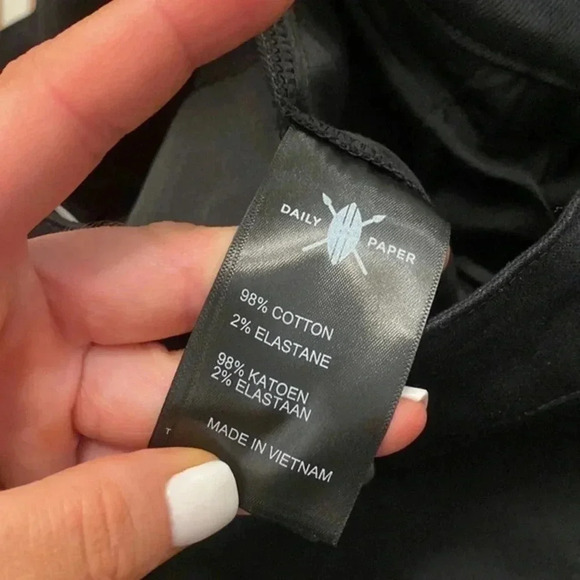 DAILY PAPER
98% COTTON
2% ELASTANE
98% KATOEN
2% ELASTAAN
MADE IN VIETNAM
T